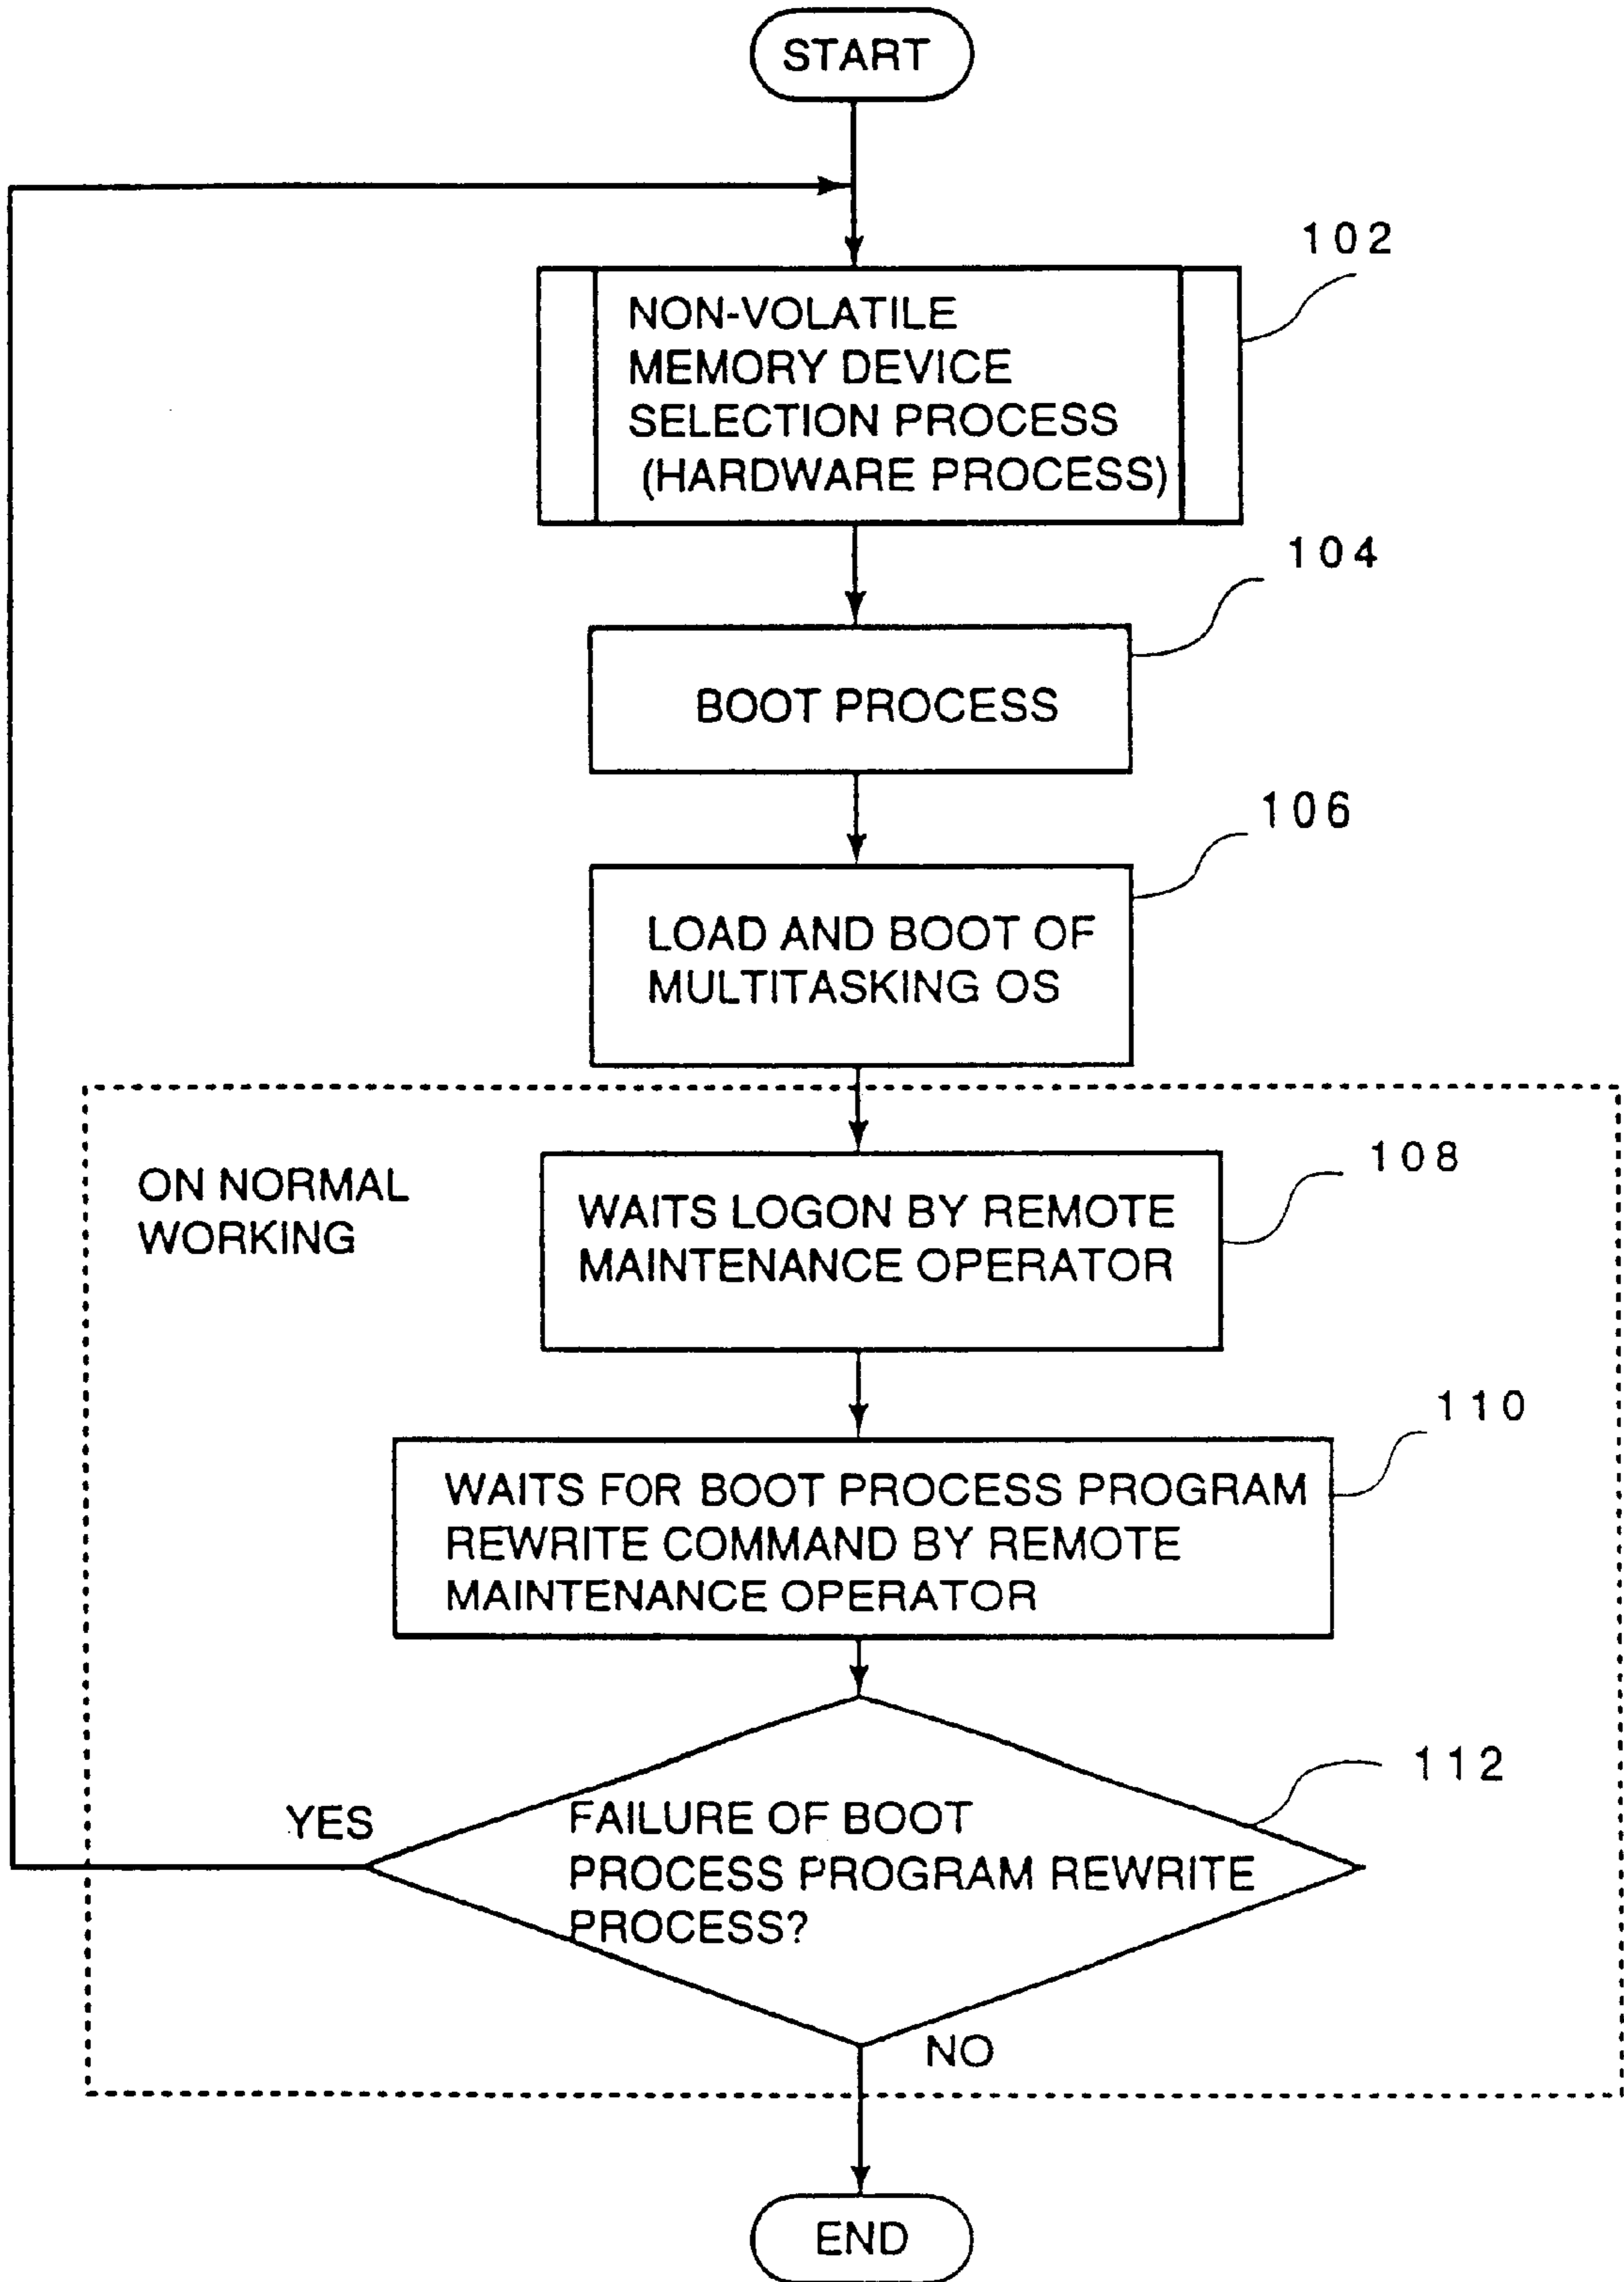 START
102
NON-VOLATILE
MEMORY DEVICE
SELECTION PROCESS
(HARDWARE PROCESS)
104
BOOT PROCESS
106
LOAD AND BOOT OF
MULTITASKING OS
ON NORMAL
WORKING
108
WAITS LOGON BY REMOTE
MAINTENANCE OPERATOR
110
WAITS FOR BOOT PROCESS PROGRAM
REWRITE COMMAND BY REMOTE
MAINTENANCE OPERATOR
112
YES
FAILURE OF BOOT
PROCESS PROGRAM REWRITE
PROCESS?
NO
END